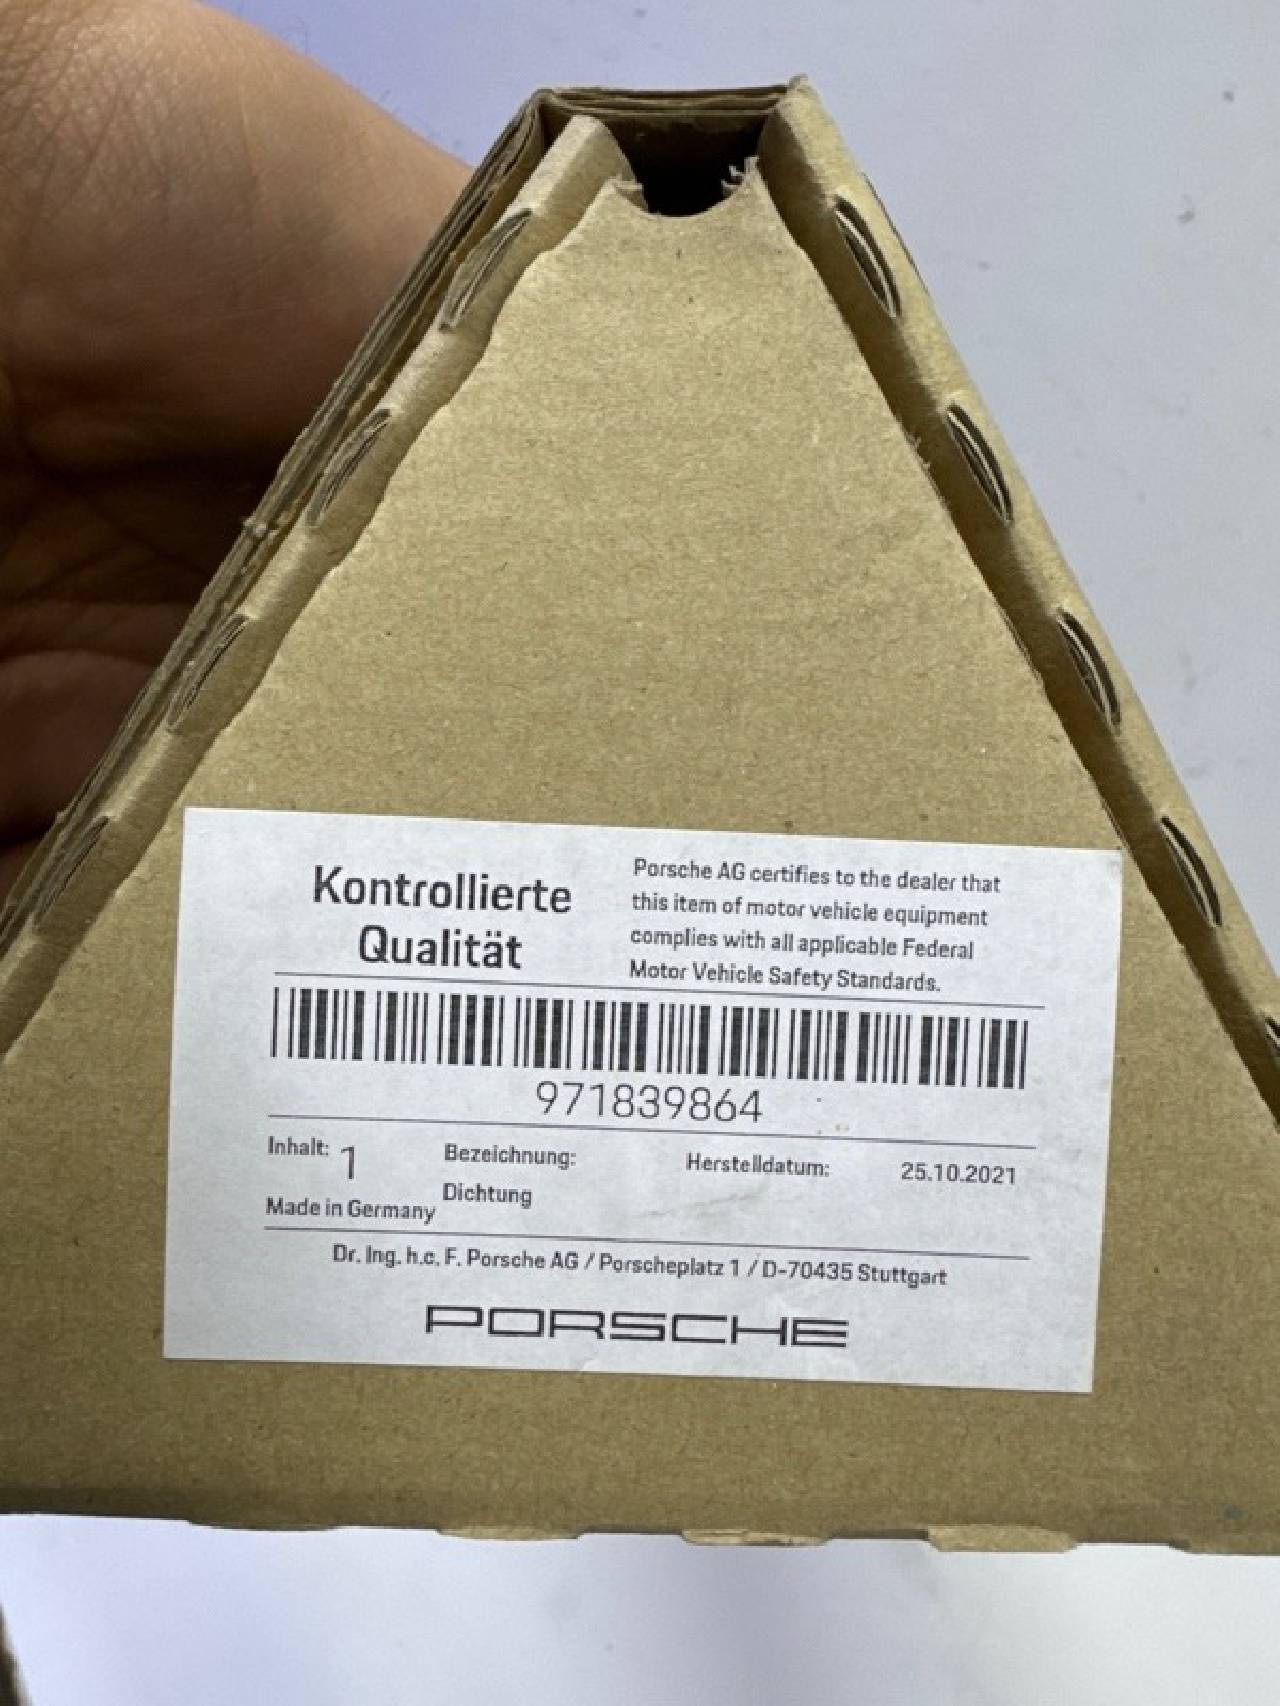 Kontrollierte
Qualität
Porsche AG certifies to the dealer that
this item of motor vehicle equipment
complies with all applicable Federal
Motor Vehicle Safety Standards.
971839864
Inhalt: 1
Made in Germany
Bezeichnung:
Dichtung
Herstelldatum: 25.10.2021
Dr. Ing. h.c. F. Porsche AG / Porscheplatz 1 / D-70435 Stuttgart
PORSCHE